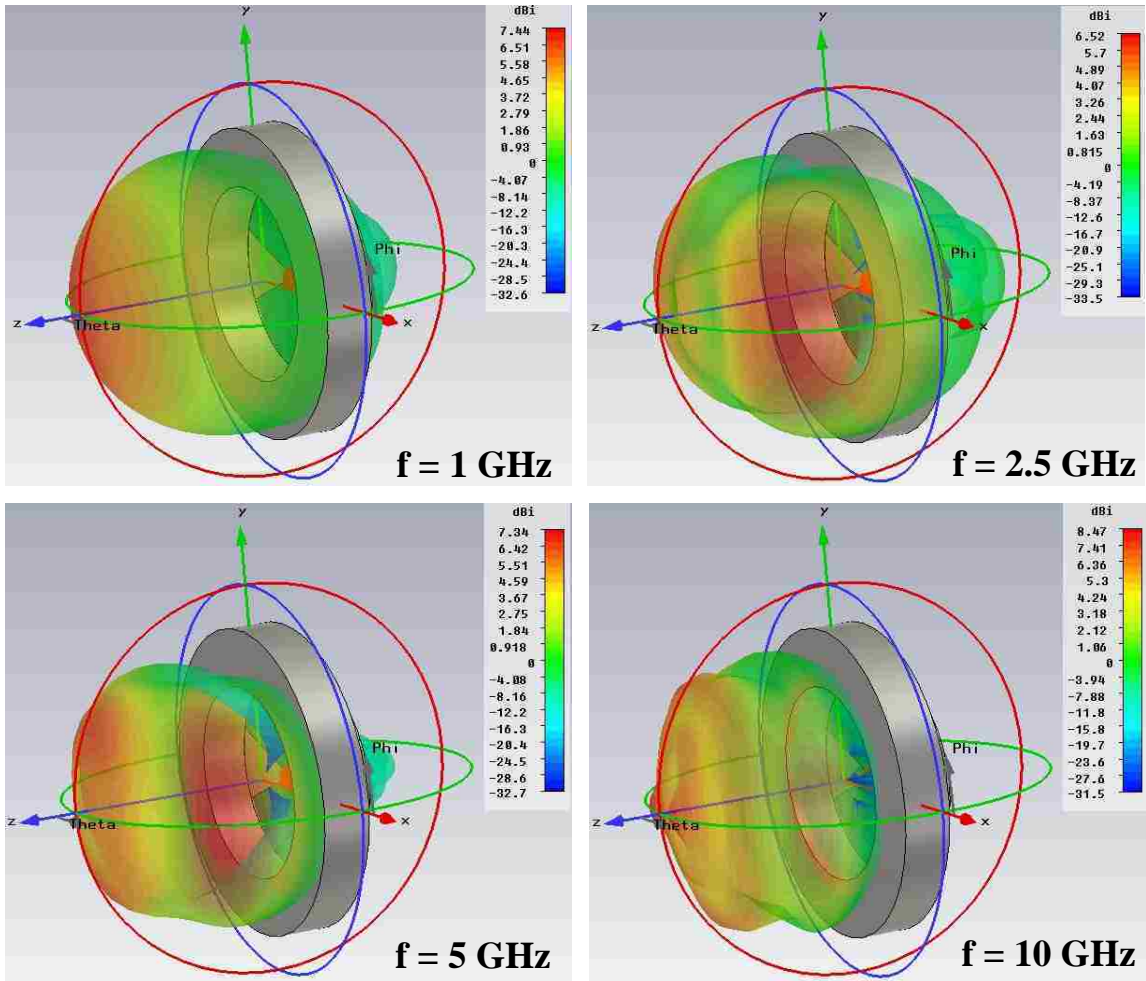 dBi
7.44
6.51
5.58
4.65
3.72
2.79
1.86
0.93
0
-4.07
-8.14
-12.2
-16.3
-20.3
-24.4
-28.5
-32.6
y
Phi
z
Theta
x
f = 1 GHz
dBi
6.52
5.7
4.89
4.07
3.26
2.44
1.63
0.815
0
-4.19
-8.37
-12.6
-16.7
-20.9
-25.1
-29.3
-33.5
y
Phi
z
Theta
x
f = 2.5 GHz
dBi
7.34
6.42
5.51
4.59
3.67
2.75
1.84
0.918
0
-4.08
-8.16
-12.2
-16.3
-20.4
-24.5
-28.6
-32.7
y
Phi
z
Theta
x
f = 5 GHz
dBi
8.47
7.41
6.36
5.3
4.24
3.18
2.12
1.06
0
-3.94
-7.88
-11.8
-15.8
-19.7
-23.6
-27.6
-31.5
y
Phi
z
Theta
x
f = 10 GHz